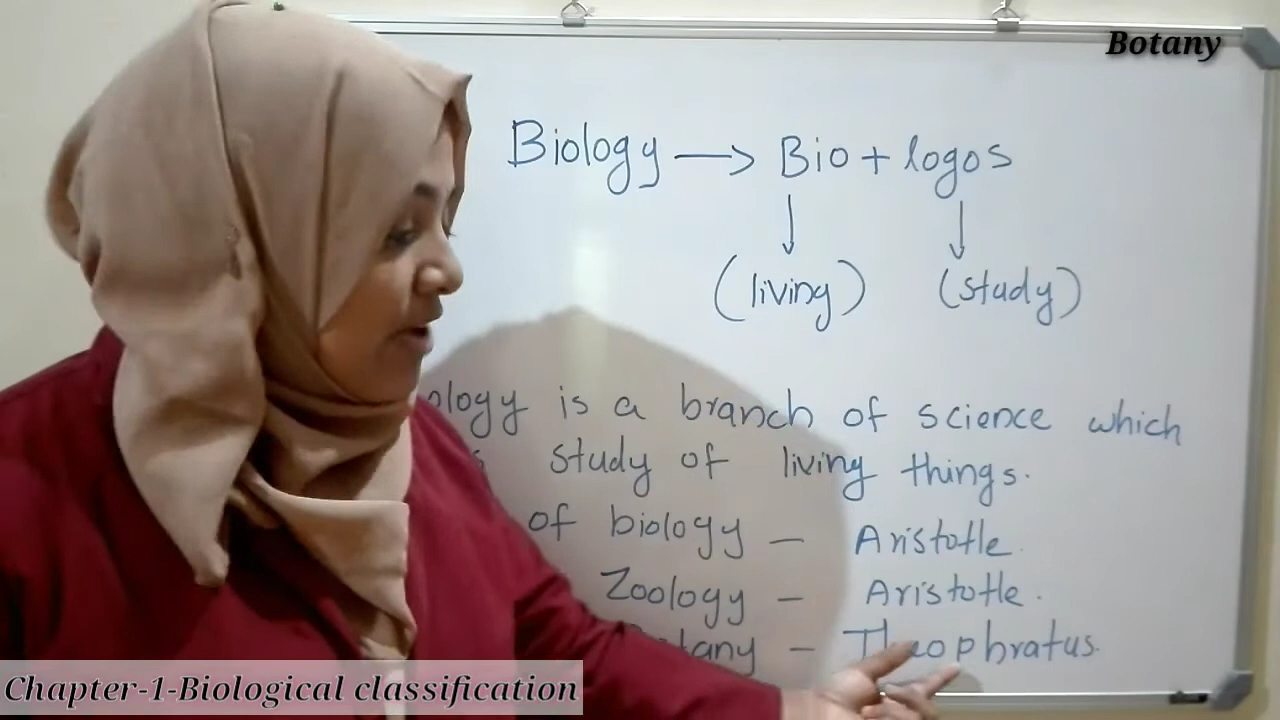 Botany
Biology → Bio + logos
(living) (study)
ology is a branch of science which
s study of living things.
of biology - Aristotle.
Zoology - Aristotle.
tany - Theophratus.
Chapter-1-Biological classification